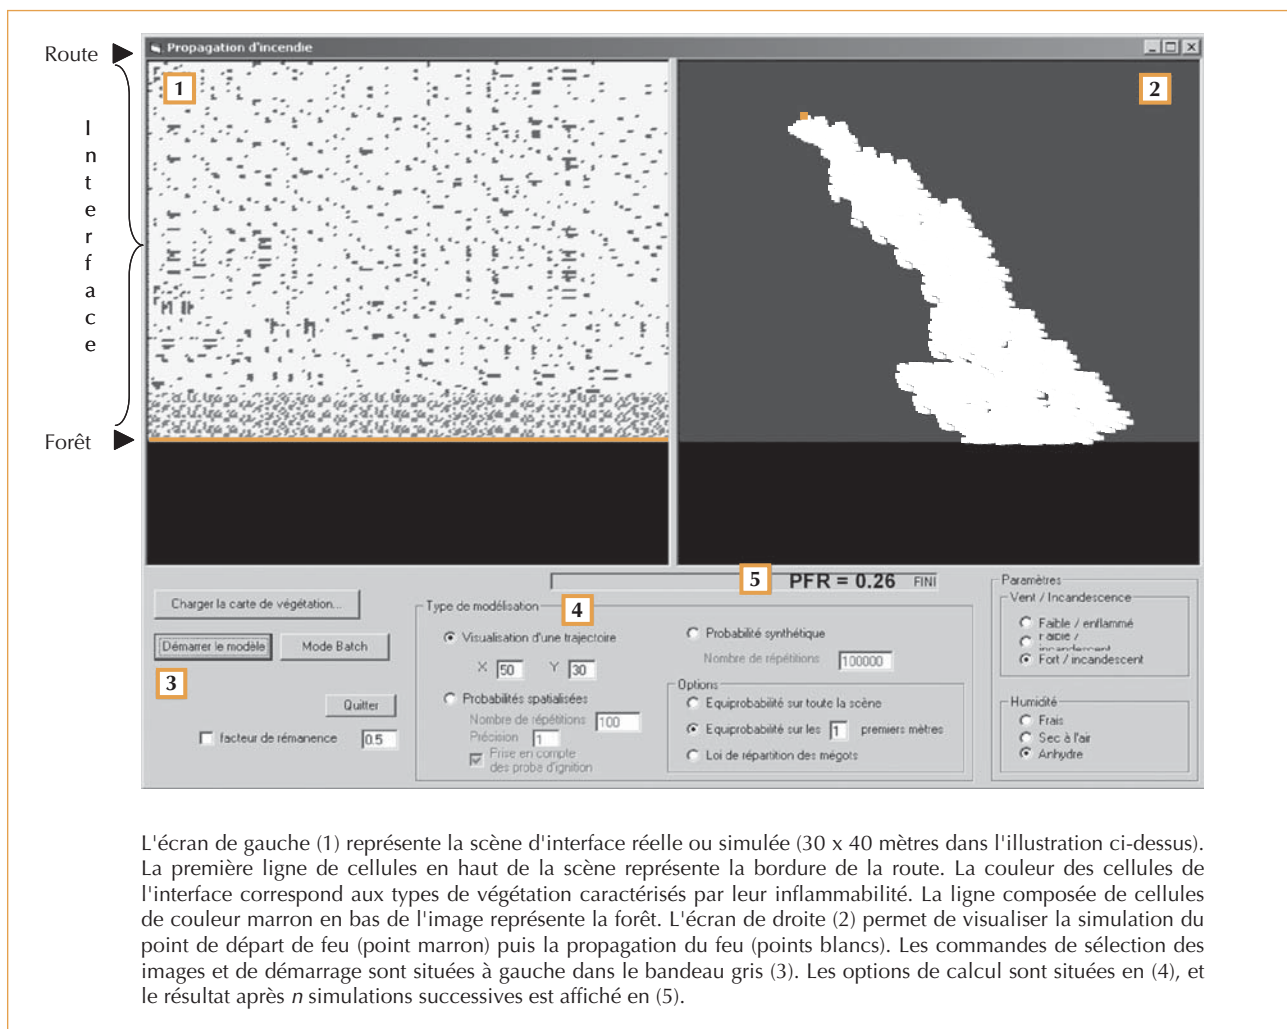 Propagation d'incendie
Route
1
2
I
n
t
e
r
f
a
c
e
Forêt
5
PFR = 0.26
FINI
Charger la carte de végétation...
Démarrer le modèle
Mode Batch
3
Quitter
facteur de rémanence
0.5
Type de modélisation
4
Visualisation d'une trajectoire
X 50 Y 30
Probabilités spatialisées
Nombre de répétitions 100
Précision 1
Prise en compte
des proba d'ignition
Probabilité synthétique
Nombre de répétitions 100000
Options
Equiprobabilité sur toute la scène
Equiprobabilité sur les 1 premiers mètres
Loi de répartition des mégots
Paramètres
Vent / Incandescence
Faible / enflammé
Faible /
incandescent
Fort / incandescent
Humidité
Frais
Sec à l'air
Anhydre
L'écran de gauche (1) représente la scène d'interface réelle ou simulée (30 x 40 mètres dans l'illustration ci-dessus).
La première ligne de cellules en haut de la scène représente la bordure de la route. La couleur des cellules de
l'interface correspond aux types de végétation caractérisés par leur inflammabilité. La ligne composée de cellules
de couleur marron en bas de l'image représente la forêt. L'écran de droite (2) permet de visualiser la simulation du
point de départ de feu (point marron) puis la propagation du feu (points blancs). Les commandes de sélection des
images et de démarrage sont situées à gauche dans le bandeau gris (3). Les options de calcul sont situées en (4), et
le résultat après n simulations successives est affiché en (5).